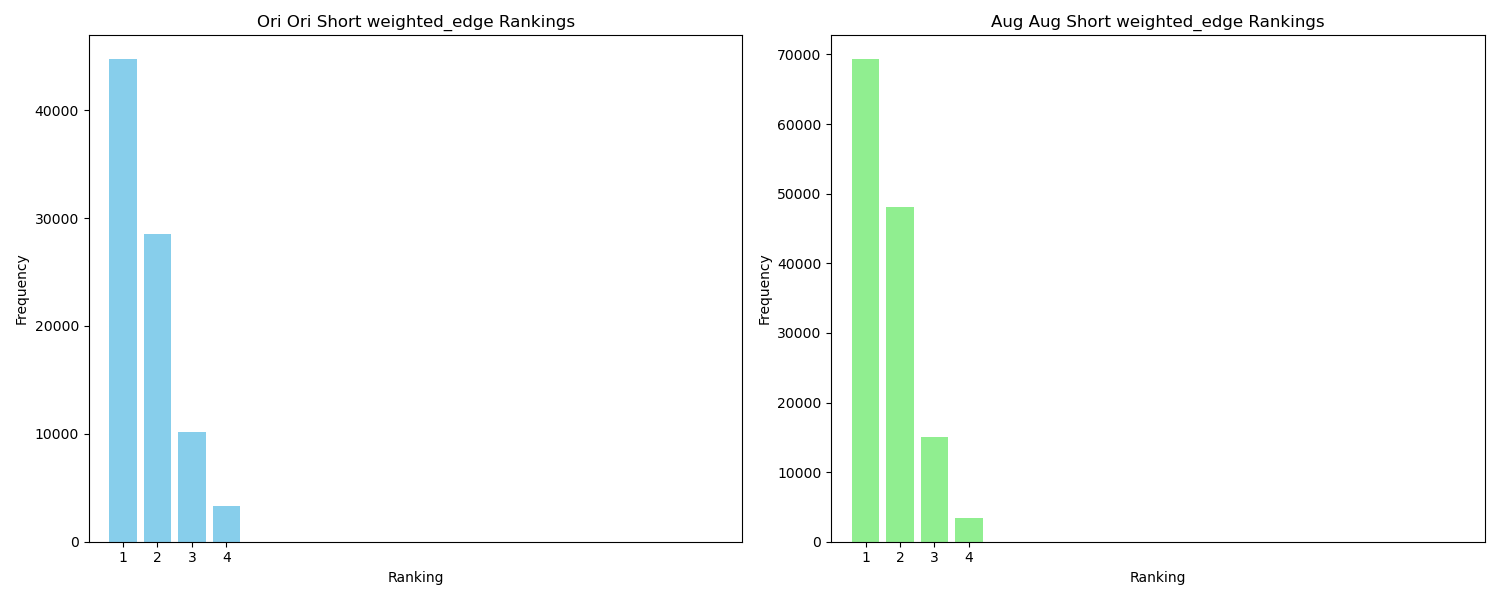 Ori Ori Short weighted_edge Rankings
Frequency
40000
30000
20000
10000
0
1 2 3 4
Ranking
Aug Aug Short weighted_edge Rankings
Frequency
70000
60000
50000
40000
30000
20000
10000
0
1 2 3 4
Ranking